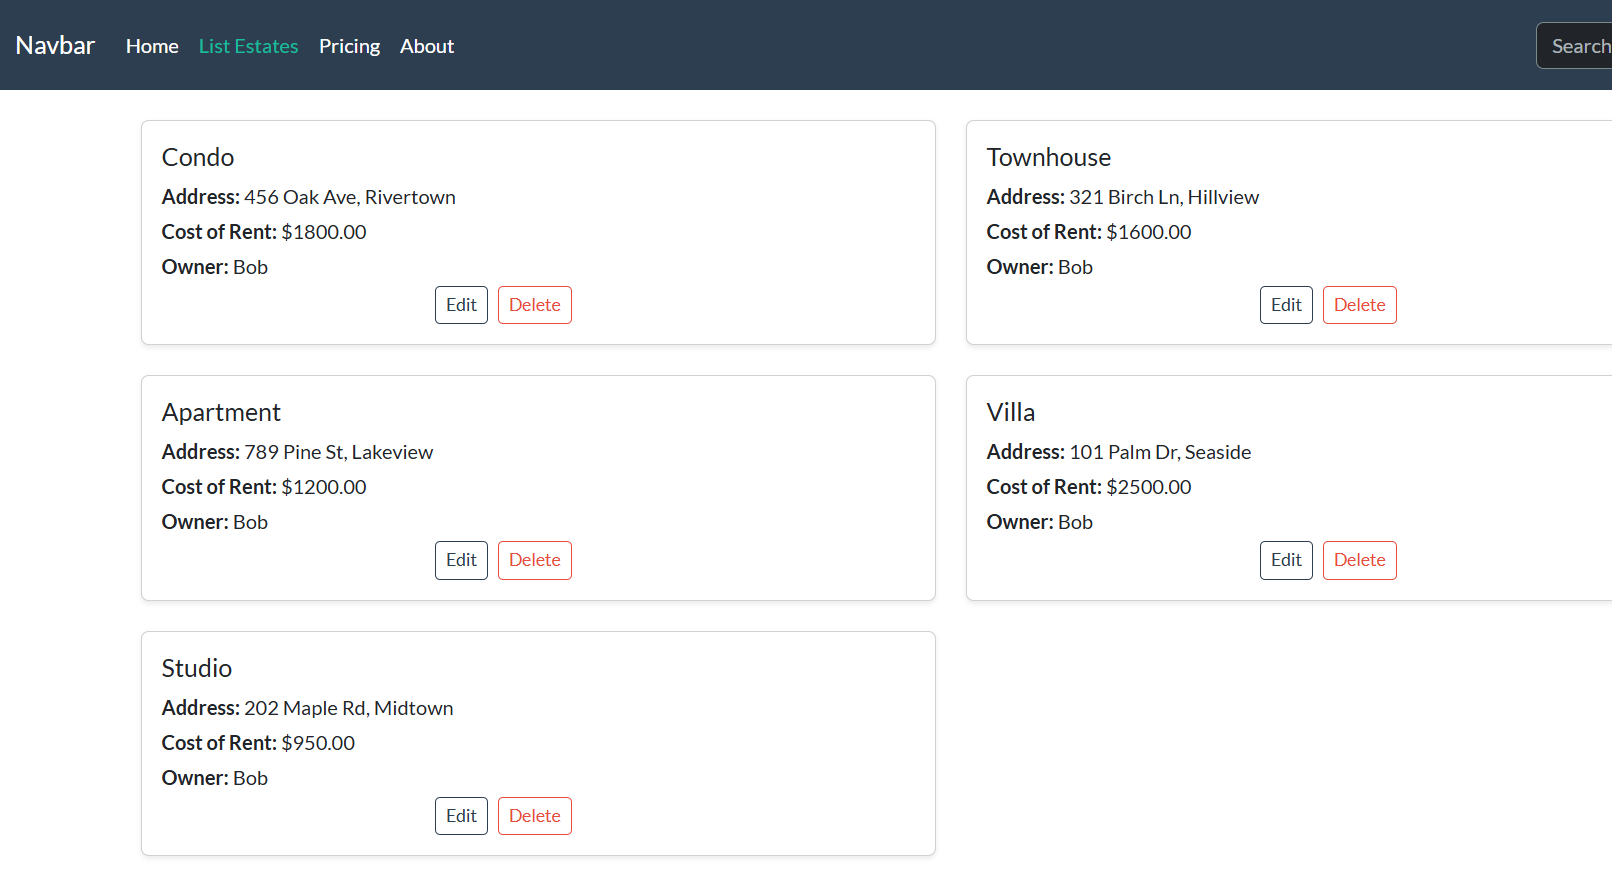 Navbar Home List Estates Pricing About Search
Condo
Address: 456 Oak Ave, Rivertown
Cost of Rent: $1800.00
Owner: Bob
Edit Delete
Townhouse
Address: 321 Birch Ln, Hillview
Cost of Rent: $1600.00
Owner: Bob
Edit Delete
Apartment
Address: 789 Pine St, Lakeview
Cost of Rent: $1200.00
Owner: Bob
Edit Delete
Villa
Address: 101 Palm Dr, Seaside
Cost of Rent: $2500.00
Owner: Bob
Edit Delete
Studio
Address: 202 Maple Rd, Midtown
Cost of Rent: $950.00
Owner: Bob
Edit Delete